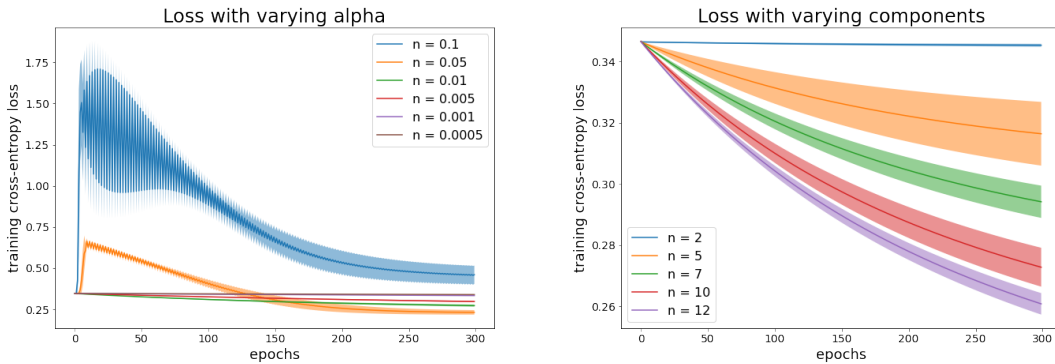 Loss with varying alpha
training cross-entropy loss
1.75
1.50
1.25
1.00
0.75
0.50
0.25
n = 0.1
n = 0.05
n = 0.01
n = 0.005
n = 0.001
n = 0.0005
0 50 100 150 200 250 300
epochs
Loss with varying components
training cross-entropy loss
0.34
0.32
0.30
0.28
0.26
n = 2
n = 5
n = 7
n = 10
n = 12
0 50 100 150 200 250 300
epochs